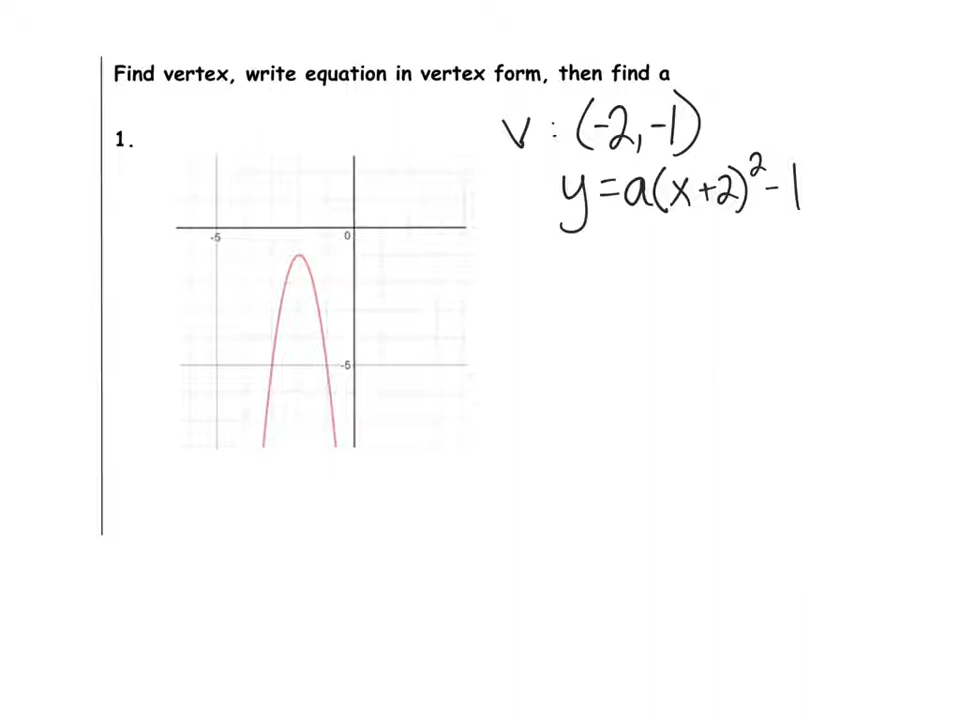 Find vertex, write equation in vertex form, then find a
v : (-2, -1)
1.
y = a(x+2)² - 1
-5
0
-5